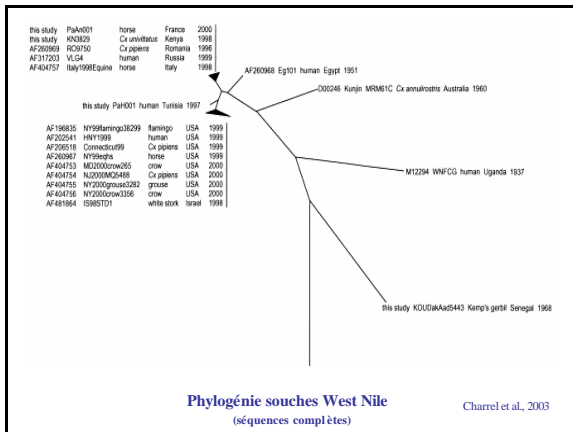 this study PaAn001 horse France 2000
this study KN3829 Cx univittatus Kenya 1998
AF260969 RO9750 Cx pipiens Romania 1996
AF317203 VLG4 human Russia 1999
AF404757 Italy1998Equine horse Italy 1998
AF260968 Eg101 human Egypt 1951
D00246 Kunjin MRM61C Cx annulirostris Australia 1960
this study PaH001 human Tunisia 1997
AF196835 NY99flamingo38299 flamingo USA 1999
AF202541 HNY1999 human USA 1999
AF206518 Connecticut99 Cx pipiens USA 1999
AF260967 NY99eqhs horse USA 1999
AF404753 MD2000crow265 crow USA 2000
AF404754 NJ2000MQ5488 Cx pipiens USA 2000
AF404755 NY2000grouse3282 grouse USA 2000
AF404756 NY2000crow3356 crow USA 2000
AF481864 IS98STD1 white stork Israel 1998
M12294 WNFCG human Uganda 1937
this study KOUDakAad5443 Kemp's gerbil Senegal 1968
Phylogénie souches West Nile
(séquences complètes)
Charrel et al., 2003